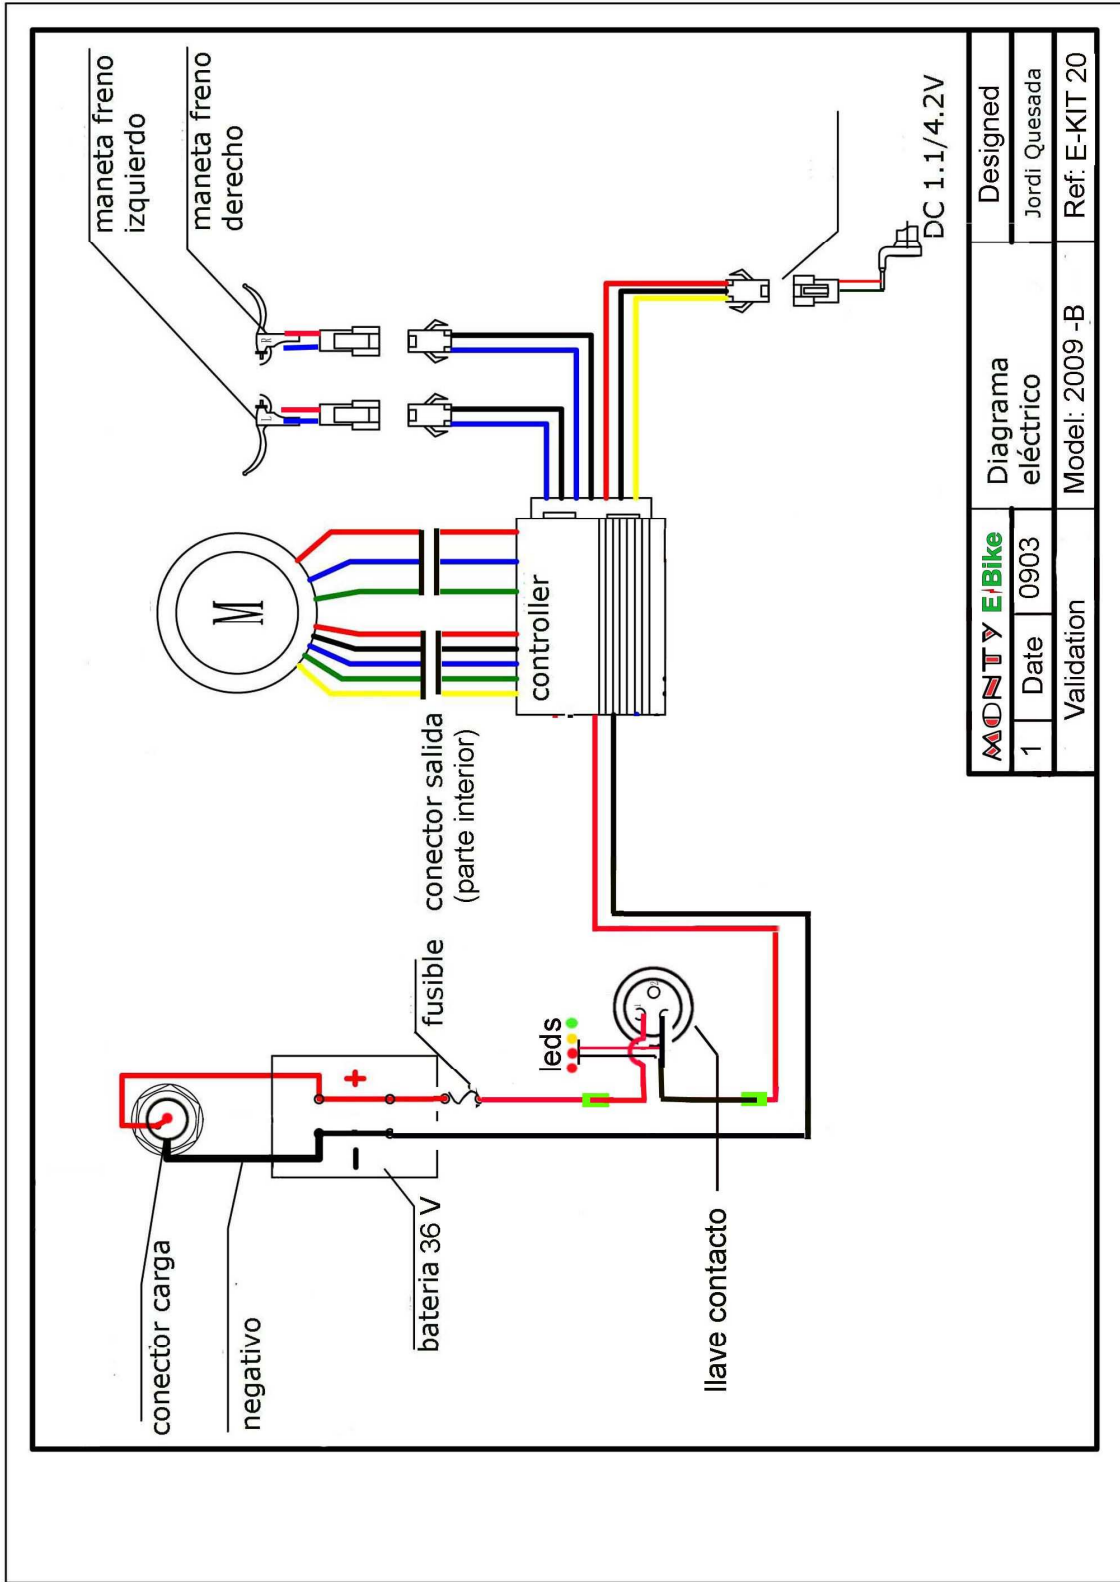 conector carga
negativo
bateria 36 V
+
−
fusible
conector salida
(parte interior)
leds
llave contacto
M
controller
maneta freno
izquierdo
maneta freno
derecho
L
R
DC 1.1/4.2V
MONTY E/Bike
Diagrama
eléctrico
Designed
1
Date
0903
Jordi Quesada
Validation
Model: 2009 -B
Ref: E-KIT 20